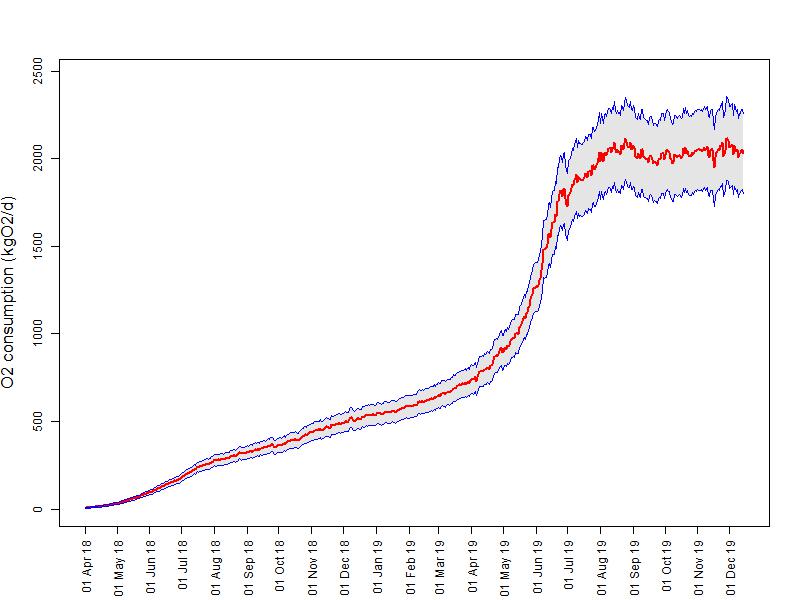 O2 consumption (kgO2/d)
2500
2000
1500
1000
500
0
01 Apr 18
01 May 18
01 Jun 18
01 Jul 18
01 Aug 18
01 Sep 18
01 Oct 18
01 Nov 18
01 Dec 18
01 Jan 19
01 Feb 19
01 Mar 19
01 Apr 19
01 May 19
01 Jun 19
01 Jul 19
01 Aug 19
01 Sep 19
01 Oct 19
01 Nov 19
01 Dec 19